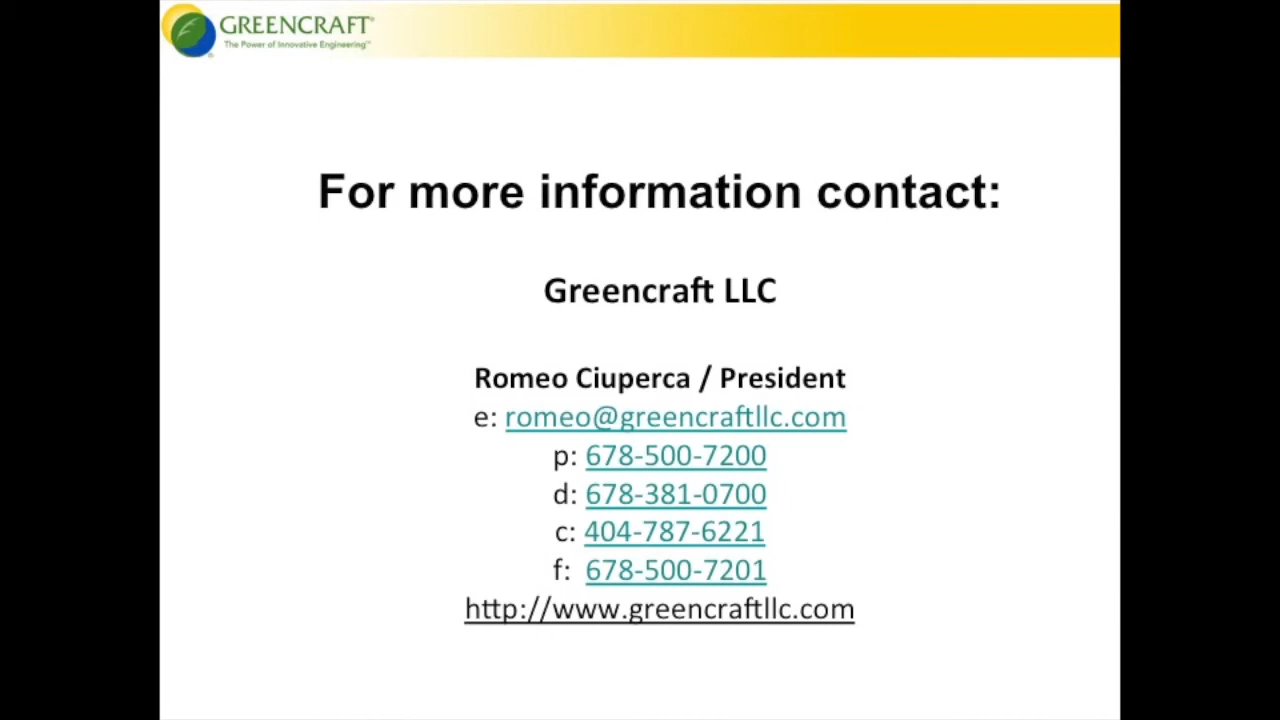 GREENCRAFT®
The Power of Innovative Engineering™
For more information contact:
Greencraft LLC
Romeo Ciuperca / President
e: romeo@greencraftllc.com
p: 678-500-7200
d: 678-381-0700
c: 404-787-6221
f: 678-500-7201
http://www.greencraftllc.com